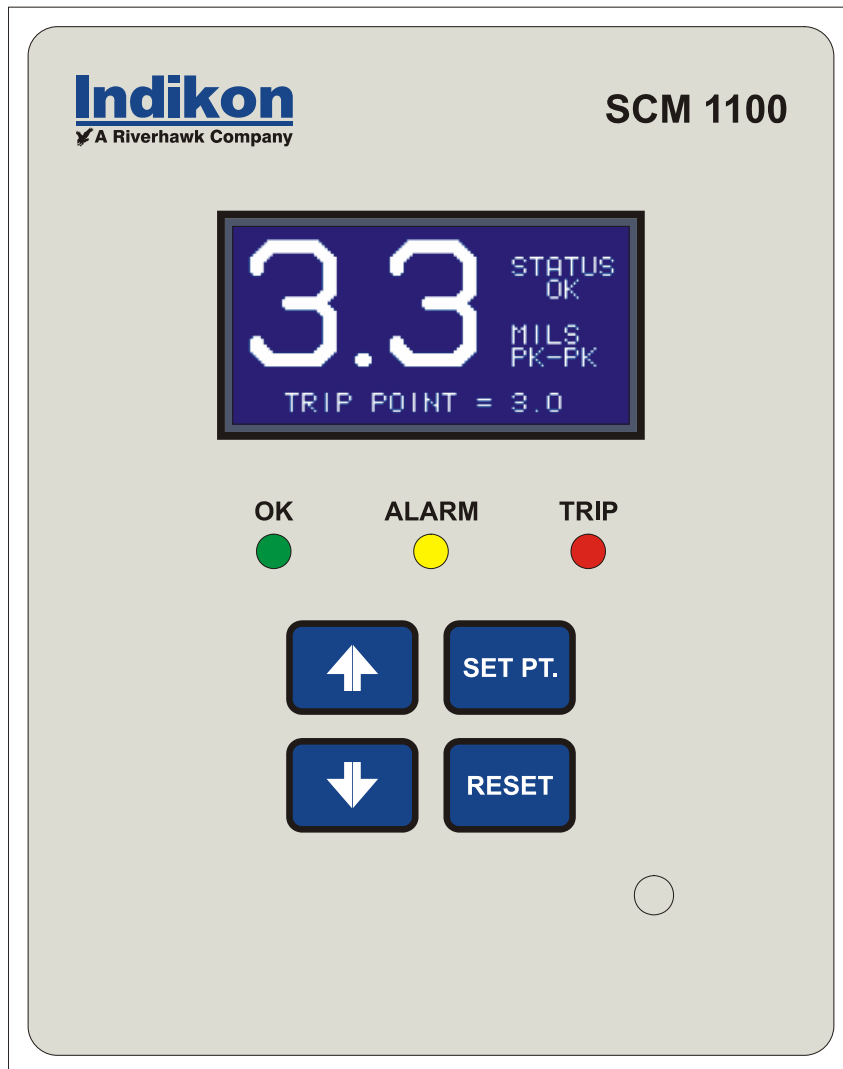 Indikon
A Riverhawk Company
SCM 1100
3.3
STATUS
OK
MILS
PK-PK
TRIP POINT = 3.0
OK
ALARM
TRIP
SET PT.
RESET